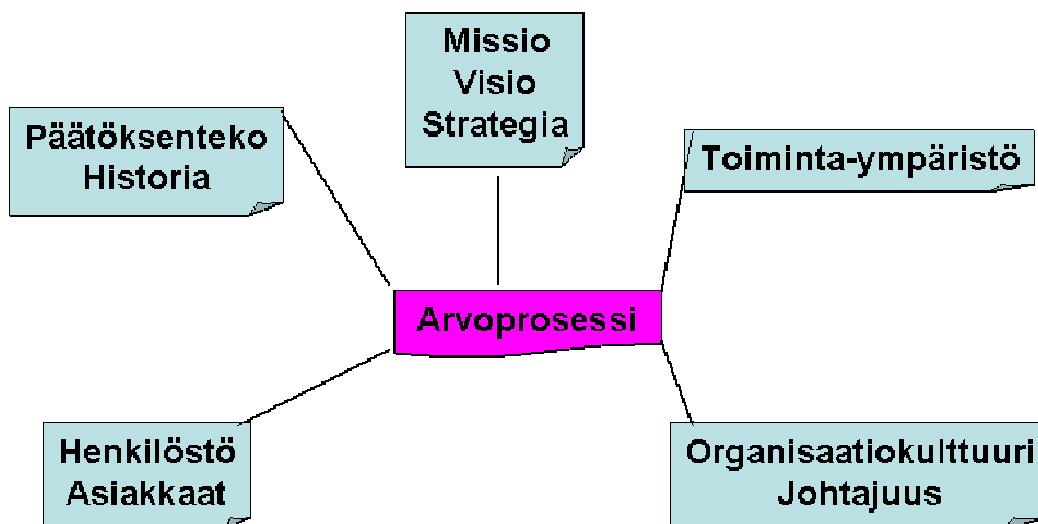 Missio
Visio
Strategia
Päätöksenteko
Historia
Toiminta-ympäristö
Arvoprosessi
Henkilöstö
Asiakkaat
Organisaatiokulttuuri
Johtajuus